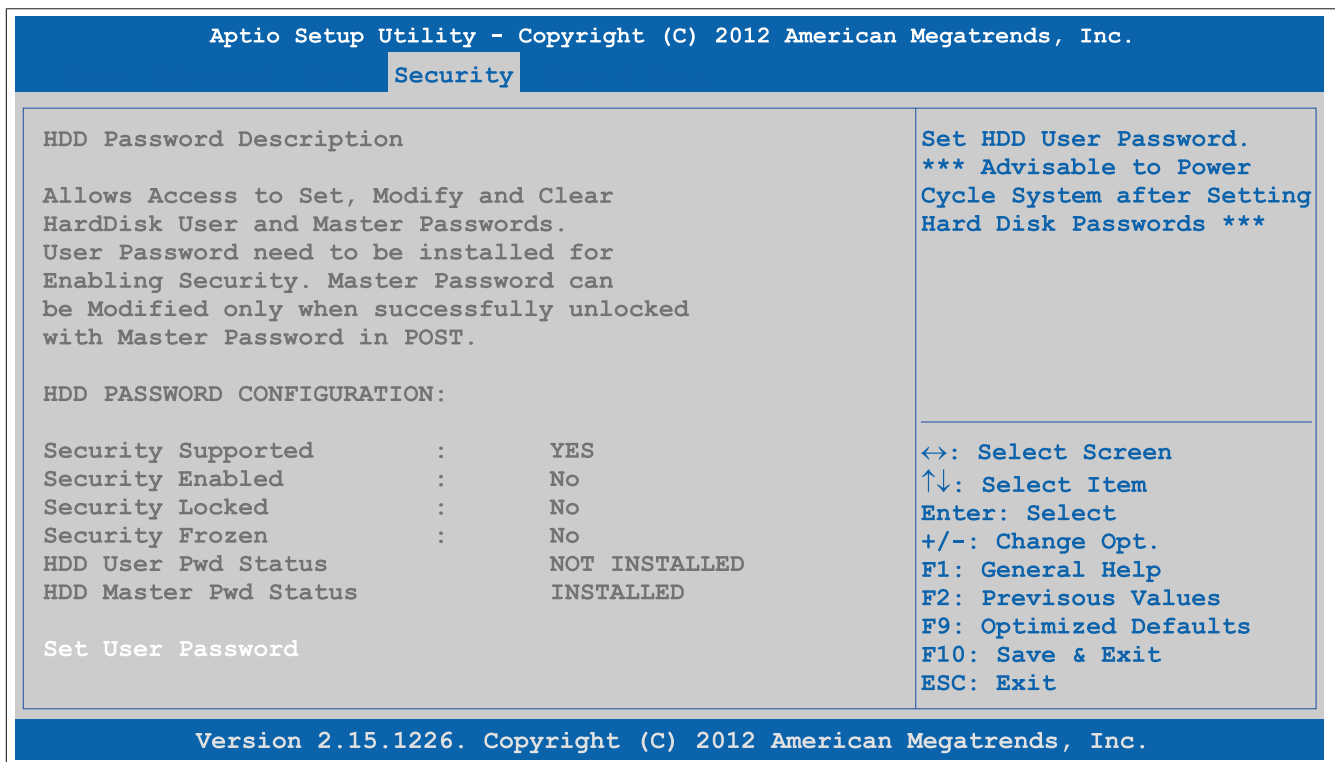 Aptio Setup Utility - Copyright (C) 2012 American Megatrends, Inc.
Security
HDD Password Description
Allows Access to Set, Modify and Clear
HardDisk User and Master Passwords.
User Password need to be installed for
Enabling Security. Master Password can
be Modified only when successfully unlocked
with Master Password in POST.
HDD PASSWORD CONFIGURATION:
Security Supported : YES
Security Enabled : No
Security Locked : No
Security Frozen : No
HDD User Pwd Status NOT INSTALLED
HDD Master Pwd Status INSTALLED
Set User Password
Set HDD User Password.
*** Advisable to Power
Cycle System after Setting
Hard Disk Passwords ***
↔: Select Screen
↑↓: Select Item
Enter: Select
+/-: Change Opt.
F1: General Help
F2: Previsous Values
F9: Optimized Defaults
F10: Save & Exit
ESC: Exit
Version 2.15.1226. Copyright (C) 2012 American Megatrends, Inc.